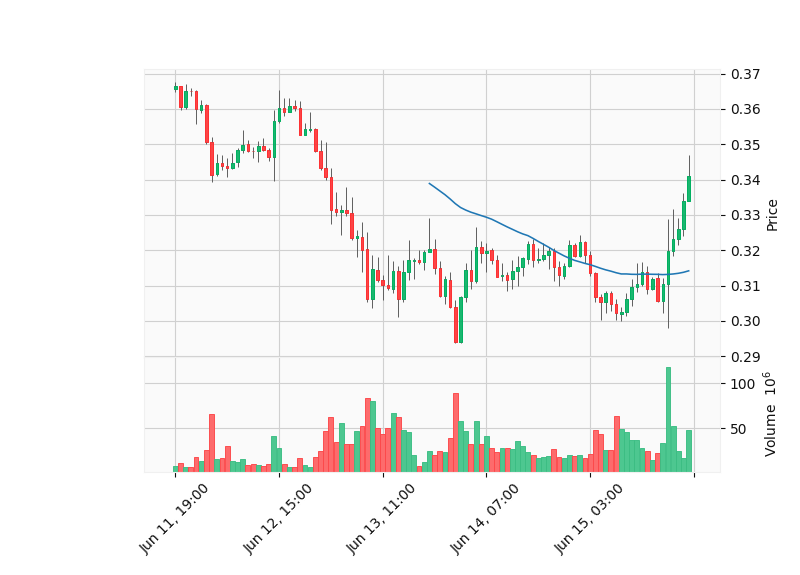 0.37
0.36
0.35
0.34
0.33
0.32
0.31
0.30
0.29
Price
100
50
Volume 10⁶
Jun 11, 19:00
Jun 12, 15:00
Jun 13, 11:00
Jun 14, 07:00
Jun 15, 03:00